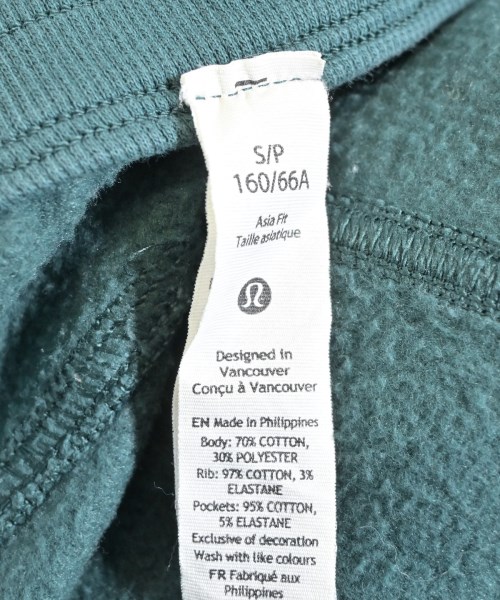 S/P
160/66A
Asia Fit
Taille asiatique
Designed in
Vancouver
Conçu à Vancouver
EN Made in Philippines
Body: 70% COTTON,
30% POLYESTER
Rib: 97% COTTON, 3%
ELASTANE
Pockets: 95% COTTON,
5% ELASTANE
Exclusive of decoration
Wash with like colours
FR Fabriqué aux
Philippines